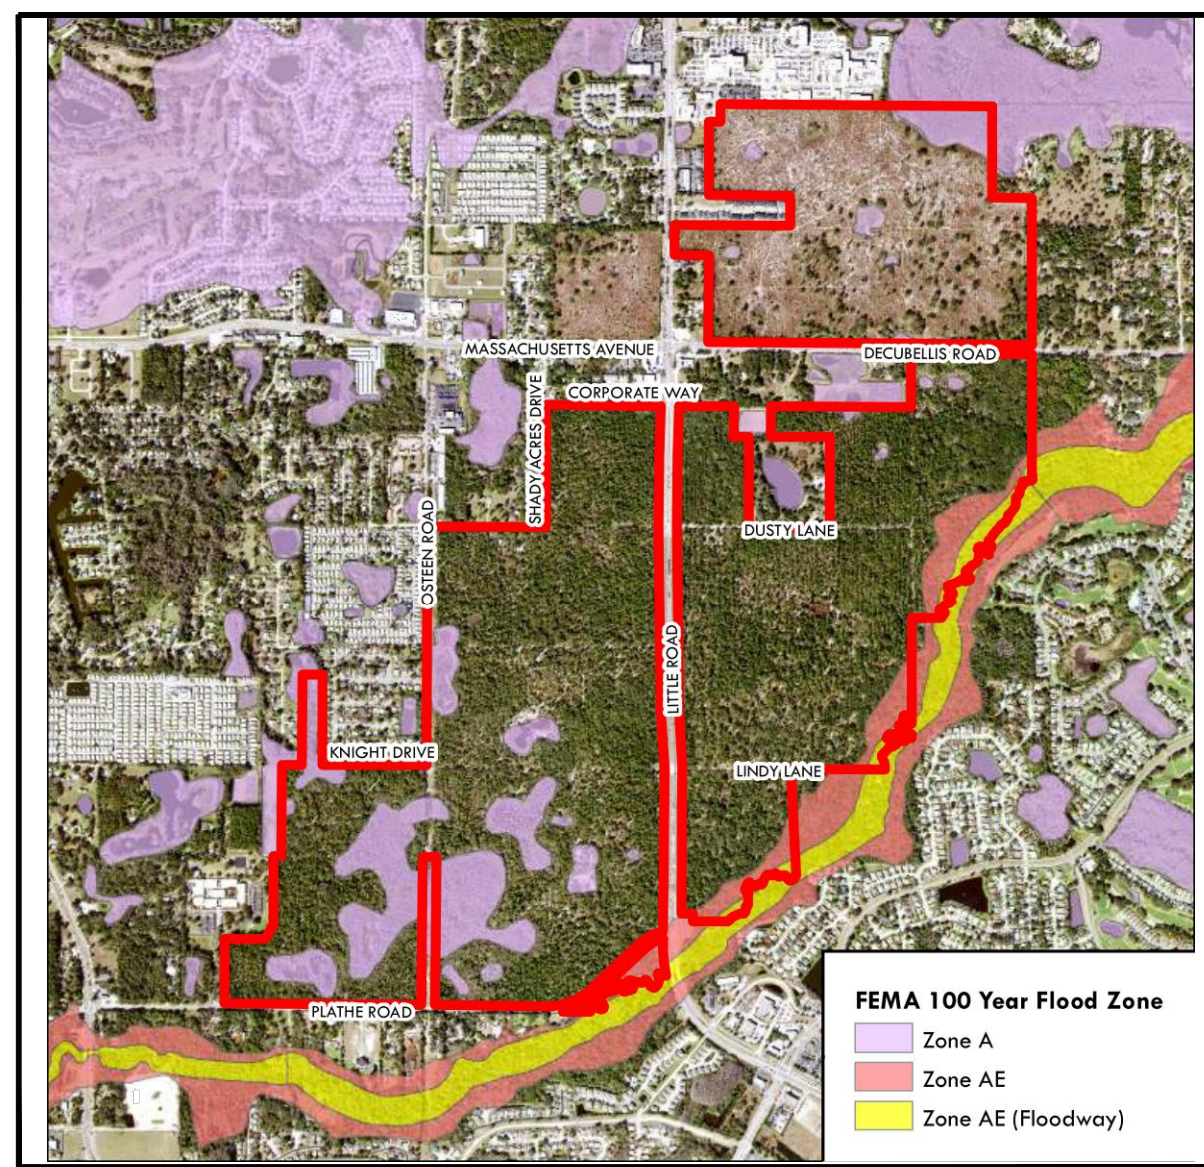 MASSACHUSETTS AVENUE
DECUBELLIS ROAD
CORPORATE WAY
SHADY ACRES DRIVE
OSTEEN ROAD
DUSTY LANE
LITTLE ROAD
KNIGHT DRIVE
LINDY LANE
PLATHE ROAD
FEMA 100 Year Flood Zone
Zone A
Zone AE
Zone AE (Floodway)